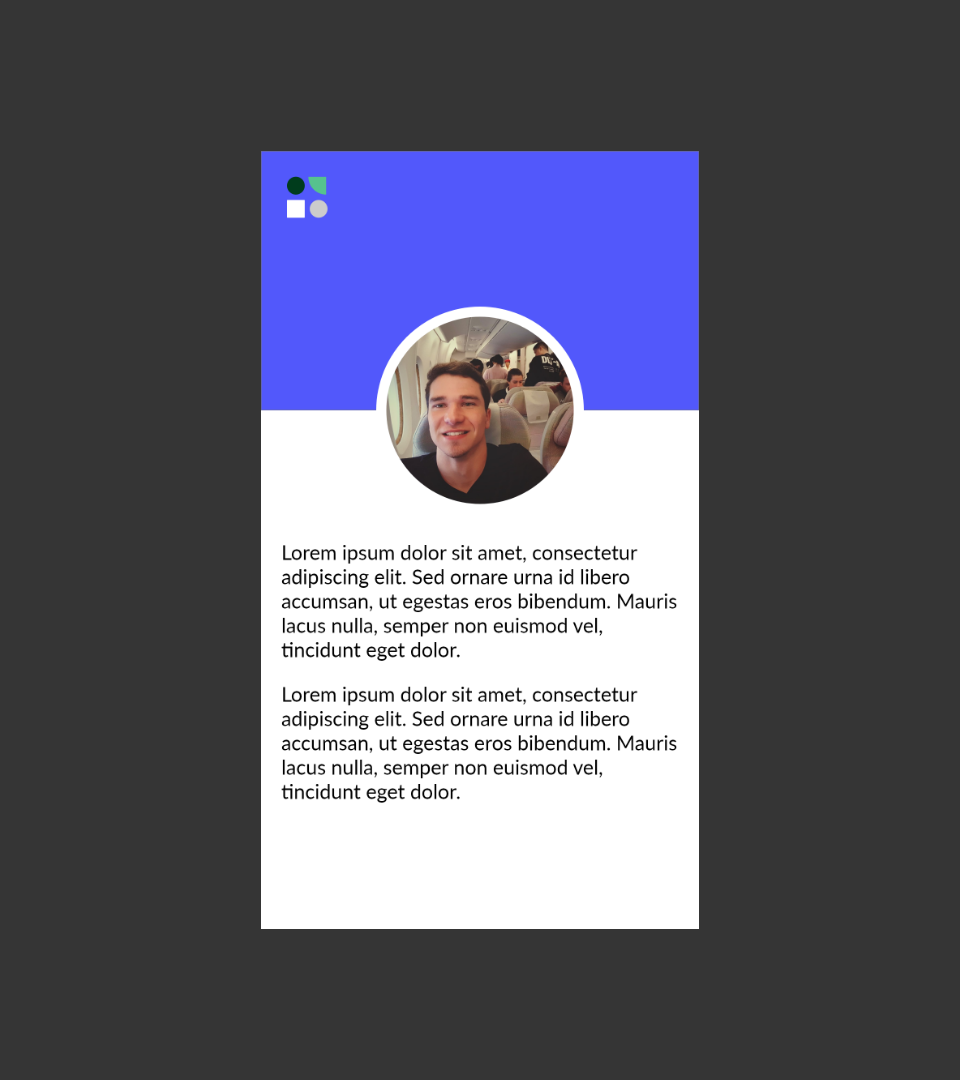 Lorem ipsum dolor sit amet, consectetur
adipiscing elit. Sed ornare urna id libero
accumsan, ut egestas eros bibendum. Mauris
lacus nulla, semper non euismod vel,
tincidunt eget dolor.
Lorem ipsum dolor sit amet, consectetur
adipiscing elit. Sed ornare urna id libero
accumsan, ut egestas eros bibendum. Mauris
lacus nulla, semper non euismod vel,
tincidunt eget dolor.